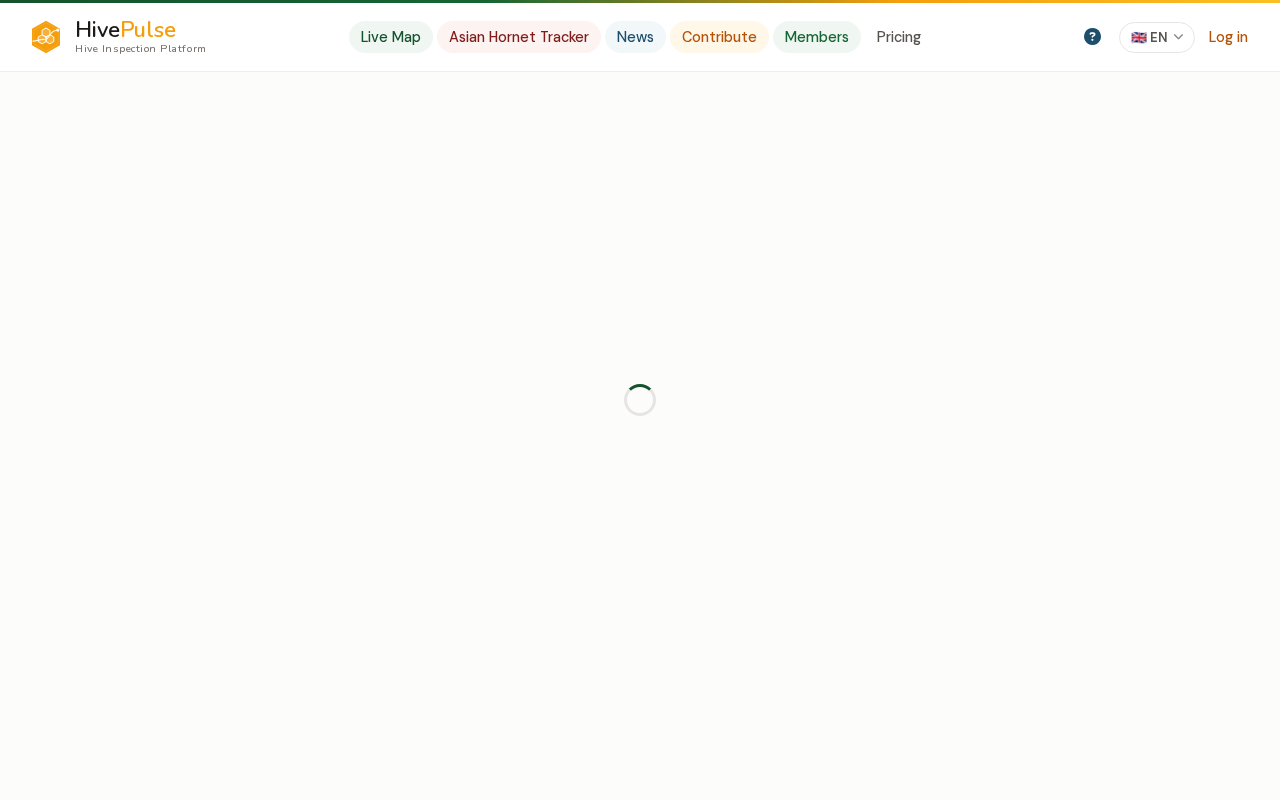 HivePulse
Hive Inspection Platform
Live Map
Asian Hornet Tracker
News
Contribute
Members
Pricing
?
🇬🇧 EN
Log in